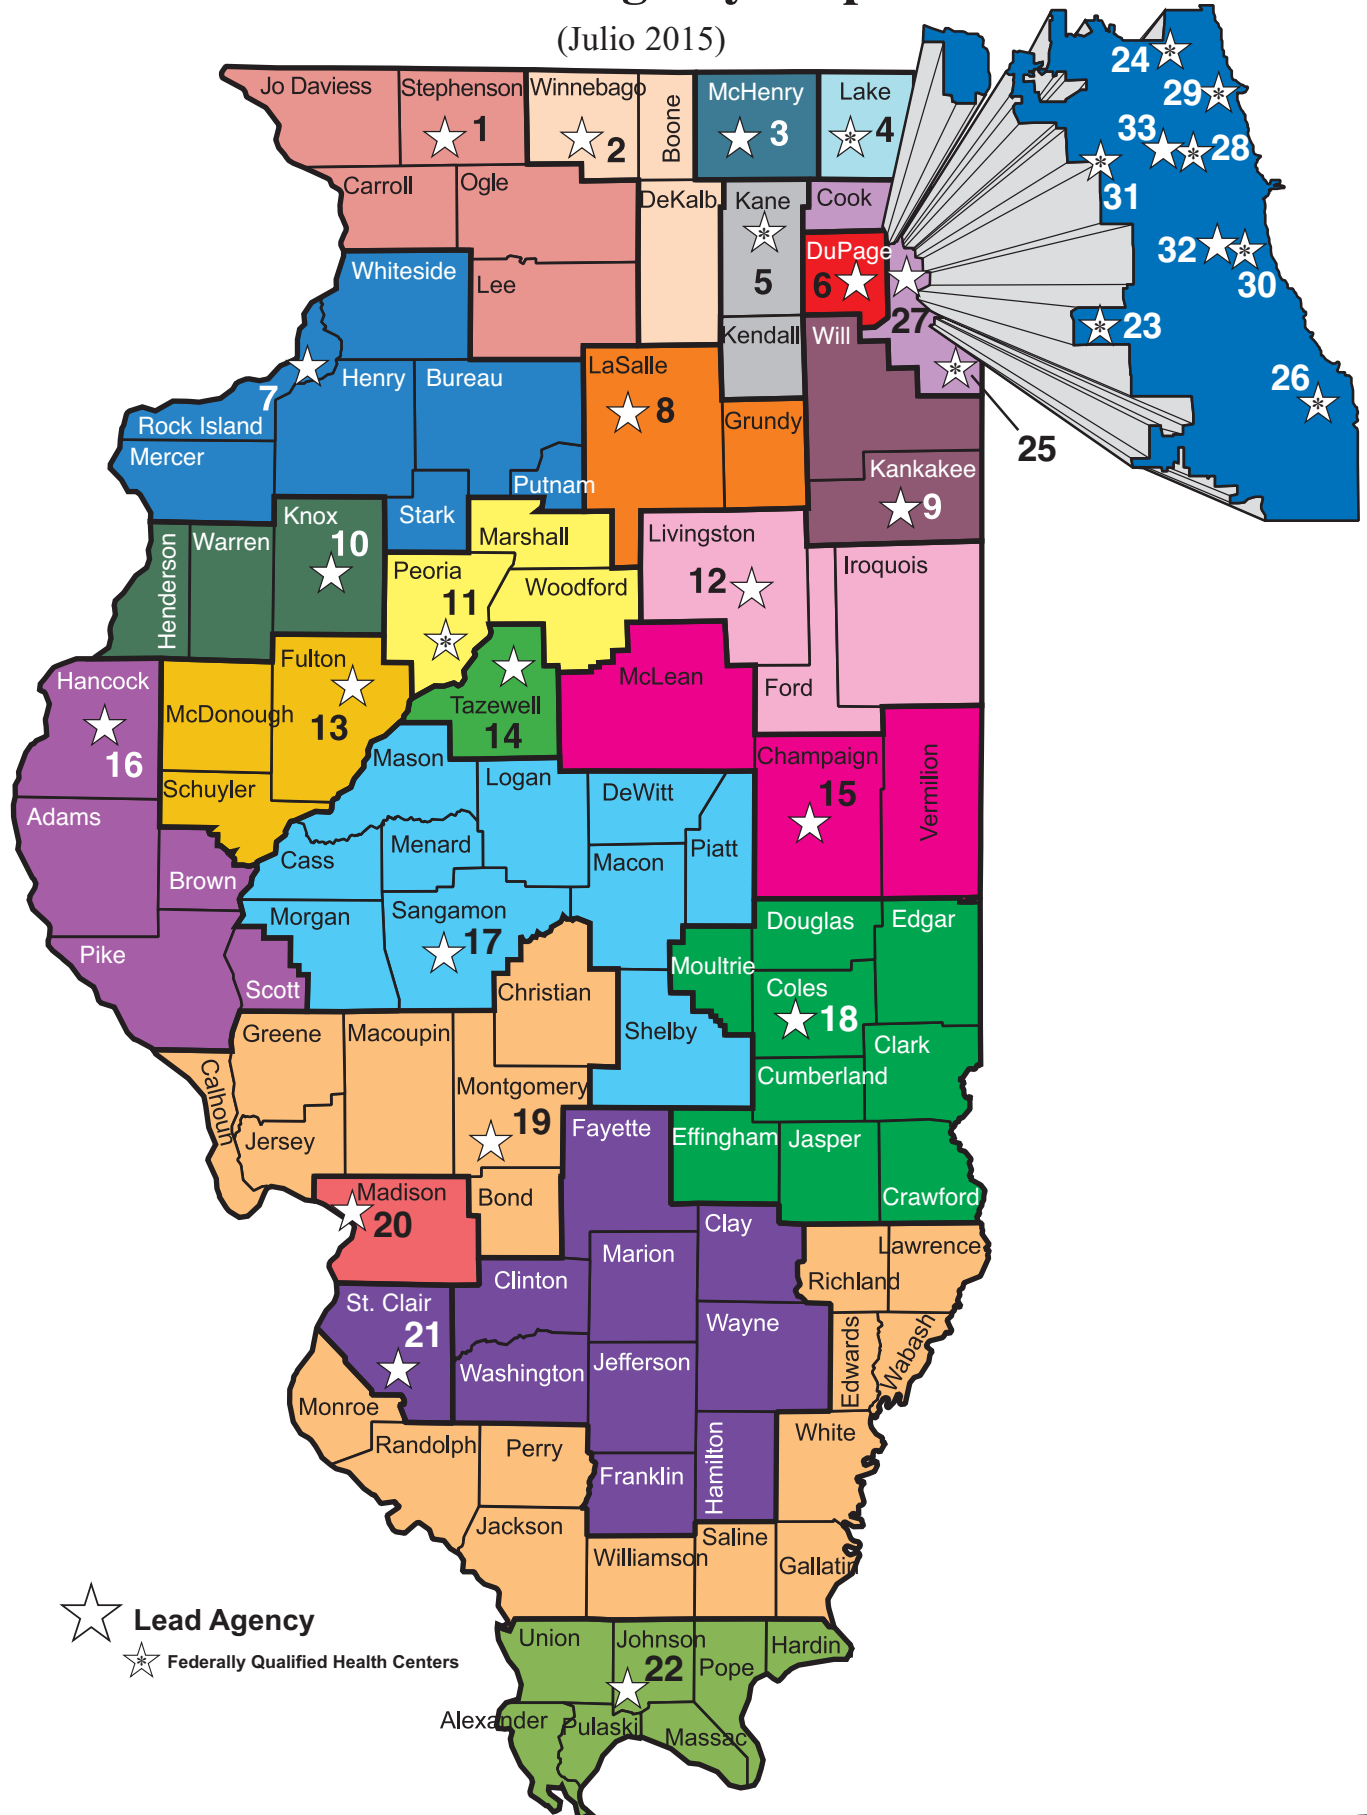 (Julio 2015)
Jo Daviess
Stephenson
1
Winnebago
2
Boone
McHenry
3
Lake
4
24
29
33
28
31
32
30
23
26
25
Carroll
Ogle
DeKalb
Kane
5
Cook
DuPage
6
27
Whiteside
Lee
Kendall
Will
7
Rock Island
Henry
Bureau
LaSalle
8
Grundy
Mercer
Putnam
Kankakee
9
Stark
Knox
10
Henderson
Warren
Marshall
Peoria
11
Woodford
Livingston
12
Iroquois
Ford
Hancock
16
McDonough
Fulton
13
Tazewell
14
McLean
Schuyler
Mason
Logan
DeWitt
Champaign
15
Vermilion
Adams
Brown
Cass
Menard
Macon
Piatt
Pike
Scott
Morgan
Sangamon
17
Christian
Moultrie
Douglas
Edgar
Coles
18
Shelby
Clark
Cumberland
Greene
Macoupin
Montgomery
19
Calhoun
Jersey
Fayette
Effingham
Jasper
Crawford
Madison
20
Bond
Clay
Richland
Lawrence
Marion
Clinton
St. Clair
21
Washington
Jefferson
Wayne
Edwards
Wabash
Monroe
Randolph
Perry
Franklin
Hamilton
White
Jackson
Williamson
Saline
Gallatin
Lead Agency
Federally Qualified Health Centers
Union
Johnson
22
Pope
Hardin
Alexander
Pulaski
Massac